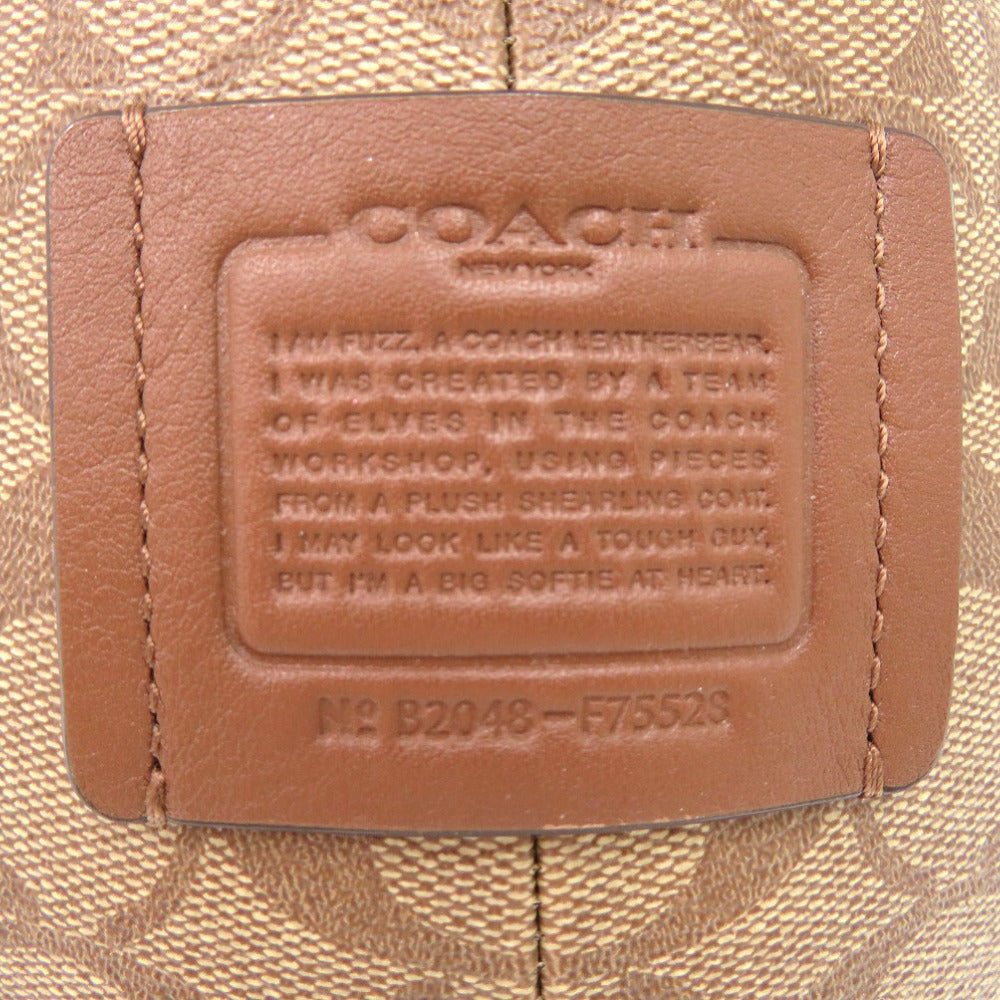 COACH
NEW YORK
I AM FUZZ, A COACH LEATHERBEAR.
I WAS CREATED BY A TEAM
OF ELVES IN THE COACH
WORKSHOP, USING PIECES
FROM A PLUSH SHEARLING COAT.
I MAY LOOK LIKE A TOUGH GUY,
BUT I'M A BIG SOFTIE AT HEART.
Nº B2048-F75528